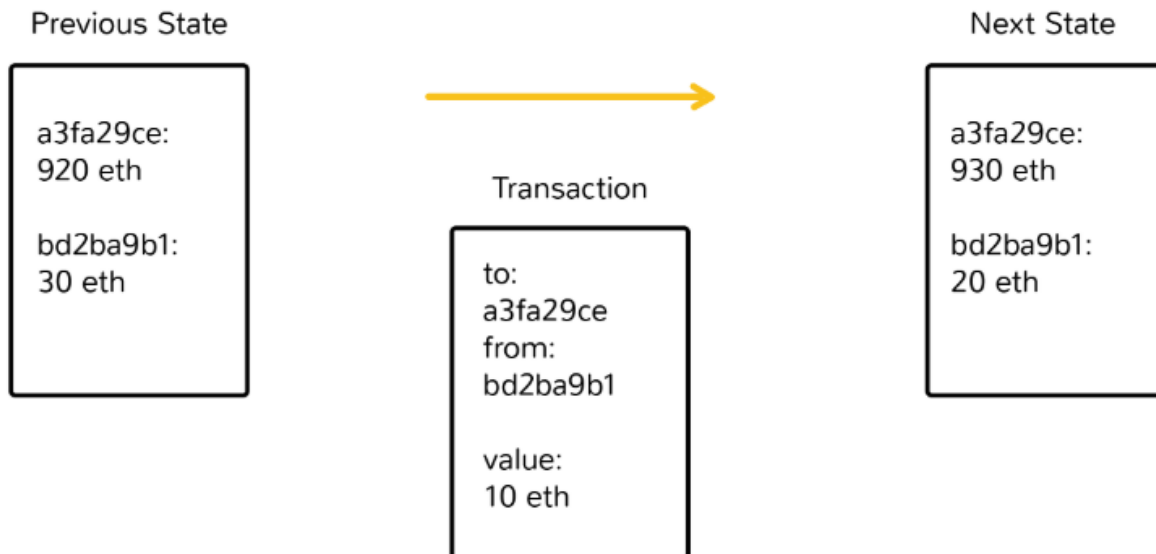 Previous State
a3fa29ce:
920 eth
bd2ba9b1:
30 eth
Transaction
to:
a3fa29ce
from:
bd2ba9b1
value:
10 eth
Next State
a3fa29ce:
930 eth
bd2ba9b1:
20 eth